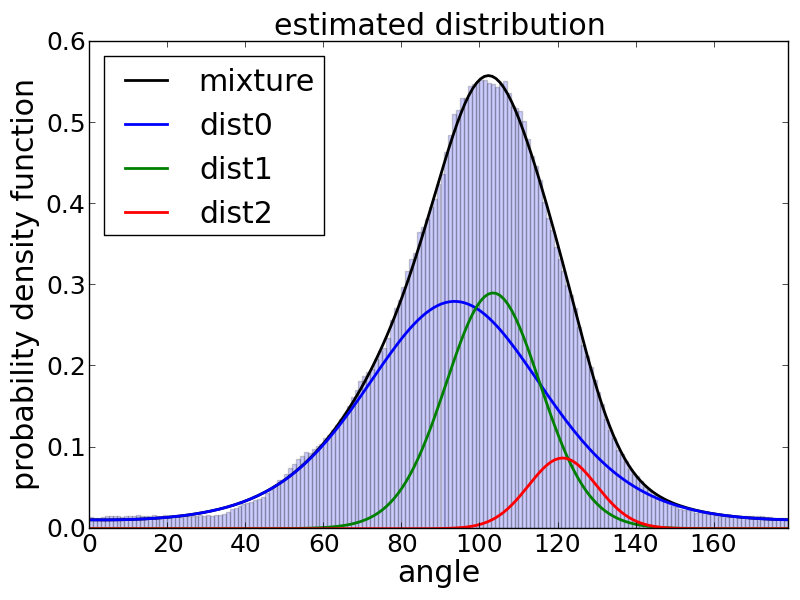 estimated distribution
probability density function
0.6
0.5
0.4
0.3
0.2
0.1
0.0
mixture
dist0
dist1
dist2
0 20 40 60 80 100 120 140 160
angle